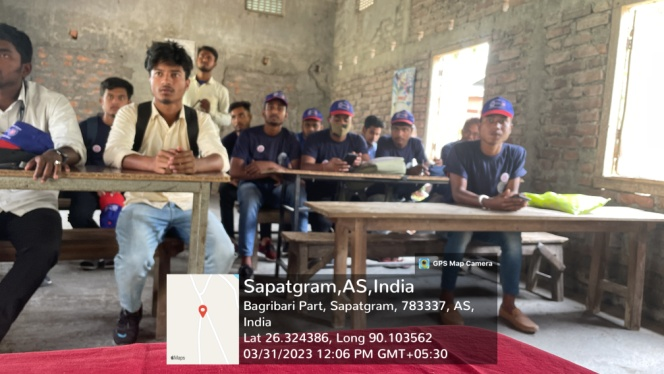 GPS Map Camera
Sapatgram,AS,India
Bagribari Part, Sapatgram, 783337, AS,
India
Lat 26.324386, Long 90.103562
03/31/2023 12:06 PM GMT+05:30
Maps